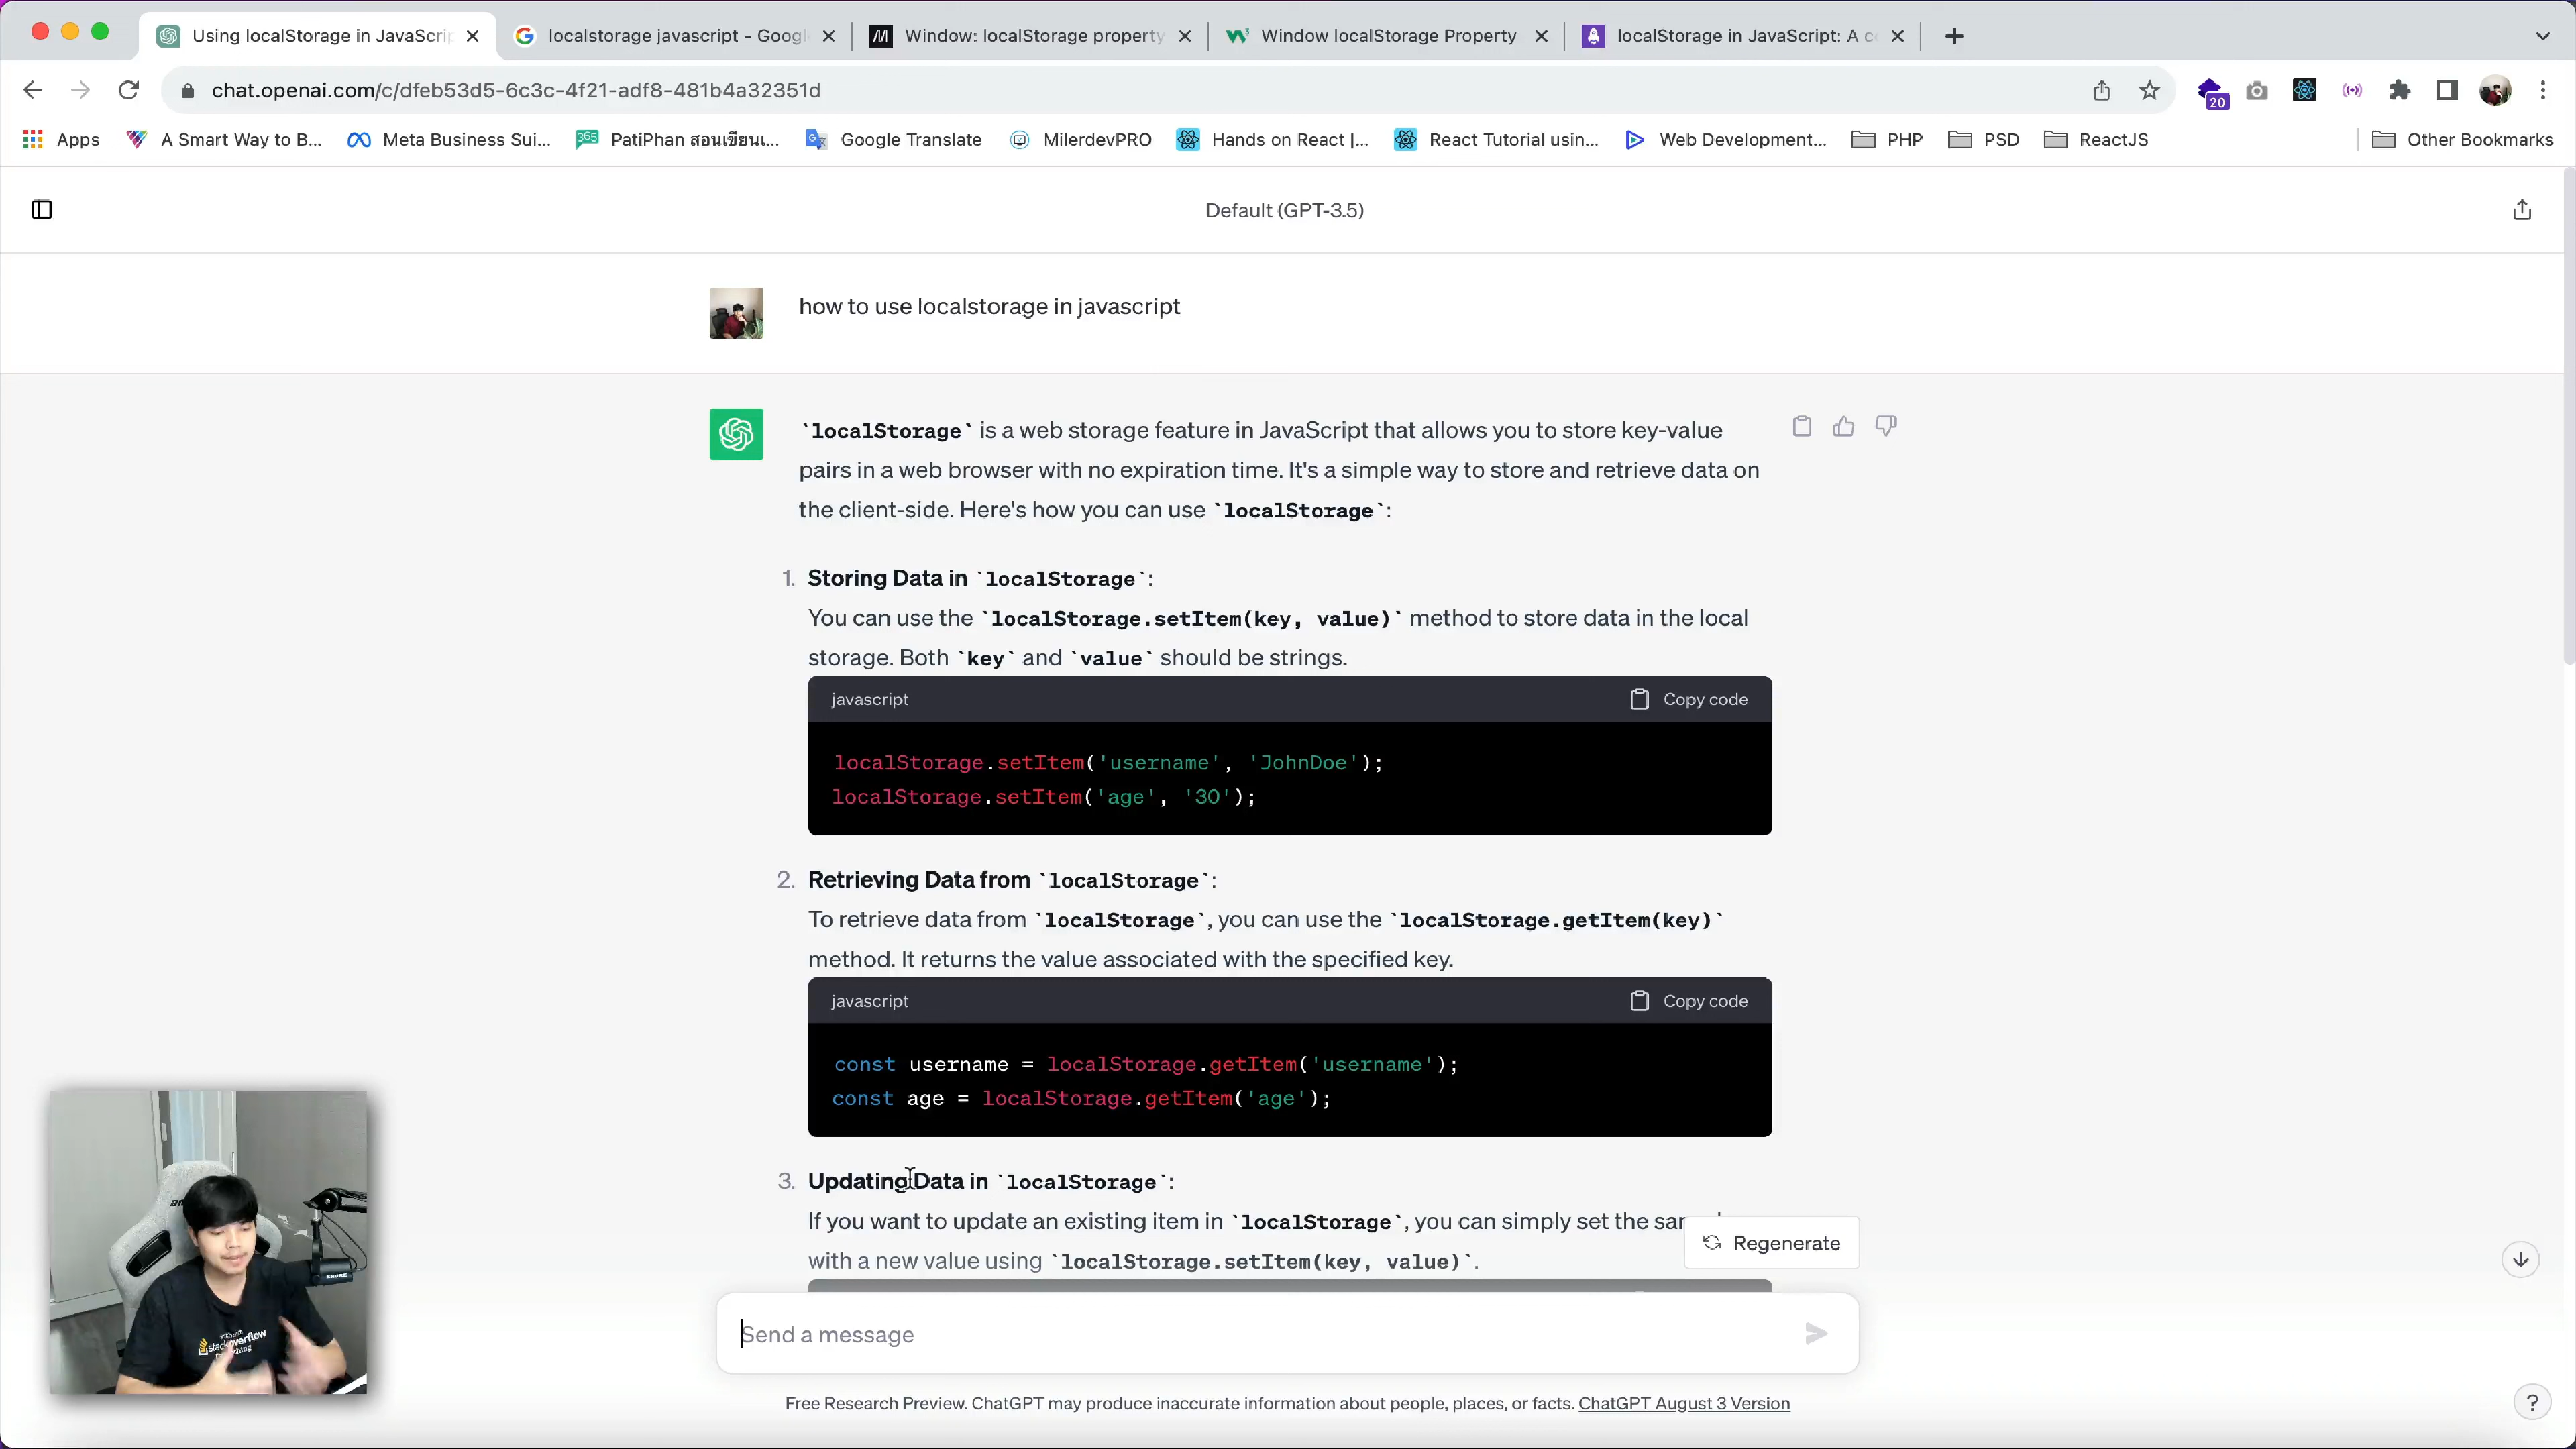 Using localStorage in JavaScrip
localstorage javascript - Googl
Window: localStorage property
Window localStorage Property
localStorage in JavaScript: A co
chat.openai.com/c/dfeb53d5-6c3c-4f21-adf8-481b4a32351d
20
Apps
A Smart Way to B...
Meta Business Sui...
365
PatiPhan สอนเขียนเ...
Google Translate
MilerdevPRO
Hands on React |...
React Tutorial usin...
Web Development...
PHP
PSD
ReactJS
Other Bookmarks
Default (GPT-3.5)
how to use localstorage in javascript
`localStorage` is a web storage feature in JavaScript that allows you to store key-value
pairs in a web browser with no expiration time. It's a simple way to store and retrieve data on
the client-side. Here's how you can use `localStorage`:
1. Storing Data in `localStorage`:
You can use the `localStorage.setItem(key, value)` method to store data in the local
storage. Both `key` and `value` should be strings.
javascript
Copy code
localStorage.setItem('username', 'JohnDoe');
localStorage.setItem('age', '30');
2. Retrieving Data from `localStorage`:
To retrieve data from `localStorage`, you can use the `localStorage.getItem(key)`
method. It returns the value associated with the specified key.
javascript
Copy code
const username = localStorage.getItem('username');
const age = localStorage.getItem('age');
3. Updating Data in `localStorage`:
If you want to update an existing item in `localStorage`, you can simply set the
with a new value using `localStorage.setItem(key, value)`.
Regenerate
Send a message
Free Research Preview. ChatGPT may produce inaccurate information about people, places, or facts. ChatGPT August 3 Version
?
without
stackoverflow
SHURE